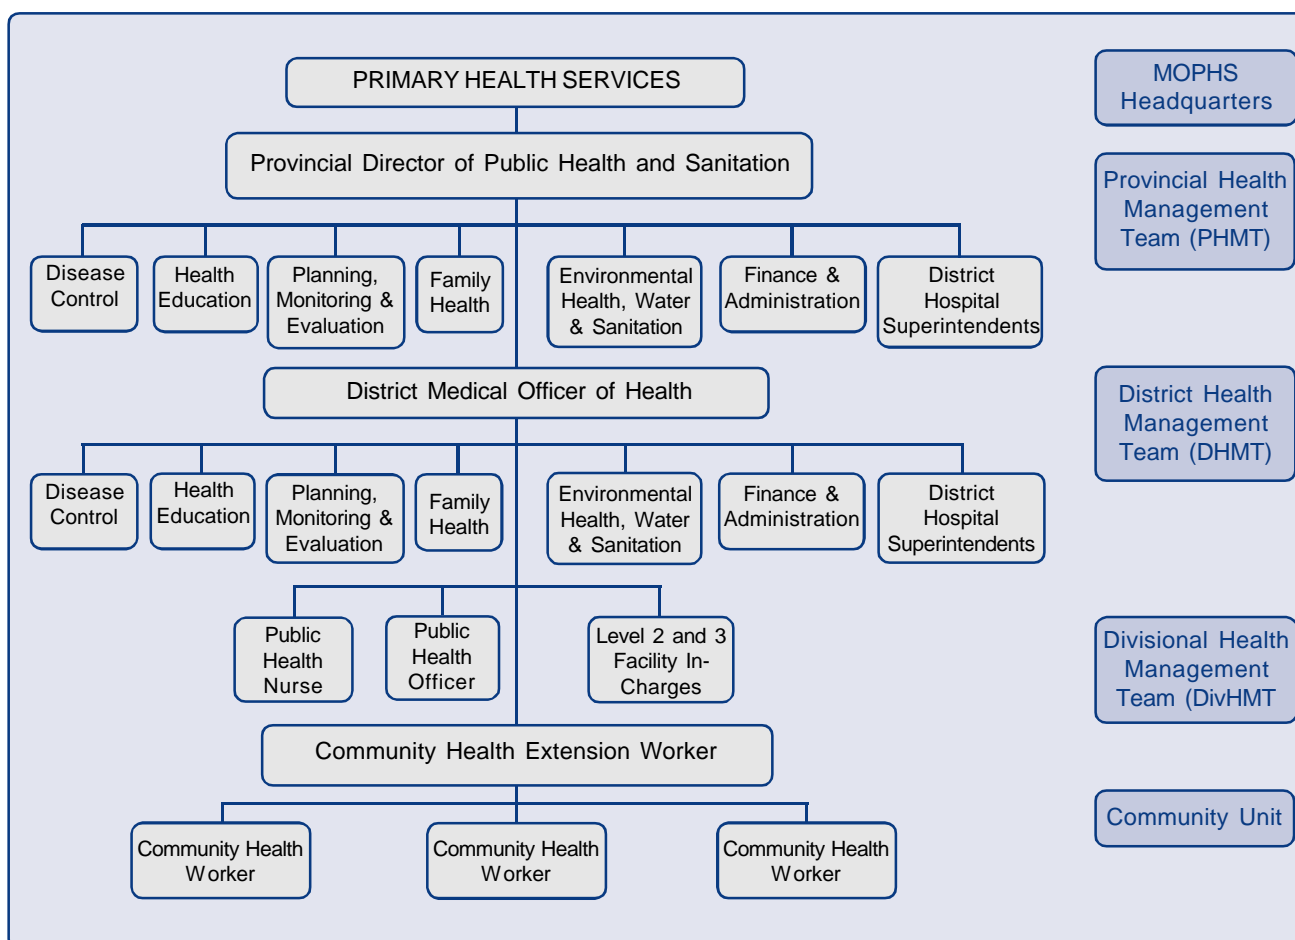 PRIMARY HEALTH SERVICES
MOPHS
Headquarters
Provincial Director of Public Health and Sanitation
Provincial Health
Management
Team (PHMT)
Disease
Control
Health
Education
Planning,
Monitoring &
Evaluation
Family
Health
Environmental
Health, Water
& Sanitation
Finance &
Administration
District
Hospital
Superintendents
District Medical Officer of Health
District Health
Management
Team (DHMT)
Disease
Control
Health
Education
Planning,
Monitoring &
Evaluation
Family
Health
Environmental
Health, Water
& Sanitation
Finance &
Administration
District
Hospital
Superintendents
Public
Health
Nurse
Public
Health
Officer
Level 2 and 3
Facility In-
Charges
Divisional Health
Management
Team (DivHMT
Community Health Extension Worker
Community Unit
Community Health
Worker
Community Health
Worker
Community Health
Worker